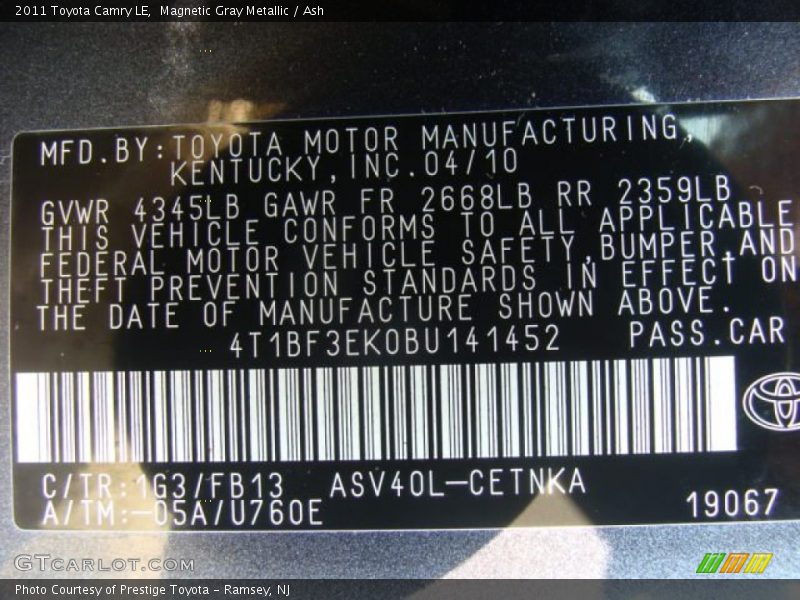 2011 Toyota Camry LE,  Magnetic Gray Metallic / Ash
MFD.BY:TOYOTA MOTOR MANUFACTURING,
KENTUCKY,INC.04/10
GVWR 4345LB GAWR FR 2668LB RR 2359LB
THIS VEHICLE CONFORMS TO ALL APPLICABLE
FEDERAL MOTOR VEHICLE SAFETY,BUMPER,AND
THEFT PREVENTION STANDARDS IN EFFECT ON
THE DATE OF MANUFACTURE SHOWN ABOVE.
4T1BF3EK0BU141452 PASS.CAR
C/TR:1G3/FB13 ASV40L-CETNKA
A/TM:-05A/U760E 19067
GTCARLOT.COM
Photo Courtesy of Prestige Toyota - Ramsey, NJ